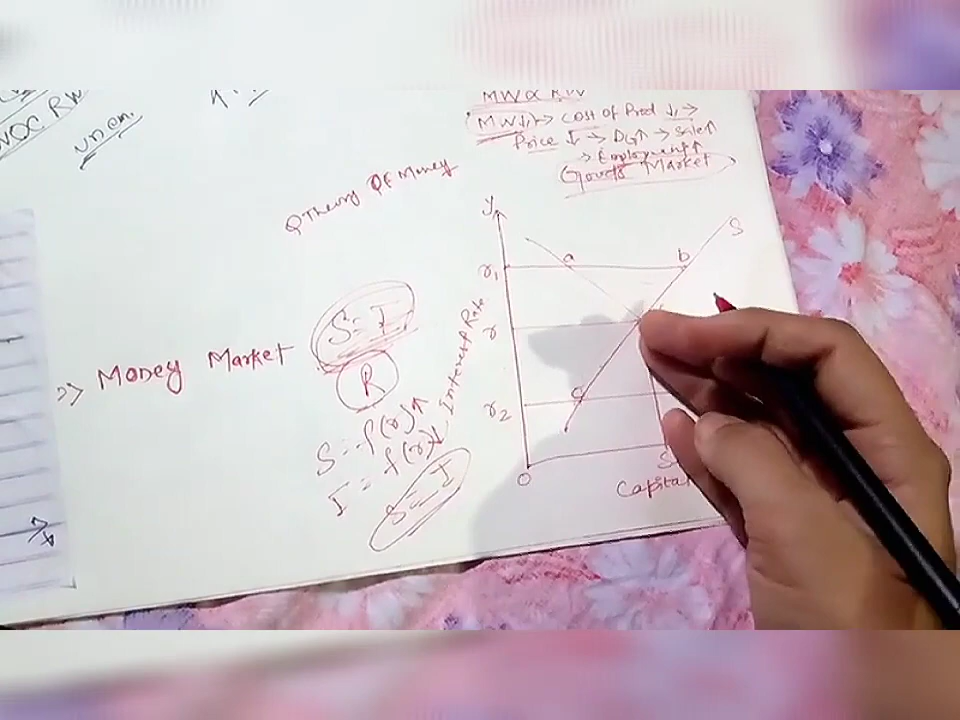 MW∝RW
MW↓ → Cost of Prod ↓ →
Price ↓ → DG↑ → Sale↑
→ Employment↑
Goods Market
Q Theory OF Money
y
S
a
b
r₁
S = I
Interest Rate
r
⇒ Money Market
R
c
r₂
S = f(r)↑
I = f(r)↓
S = I
O
S
Capital